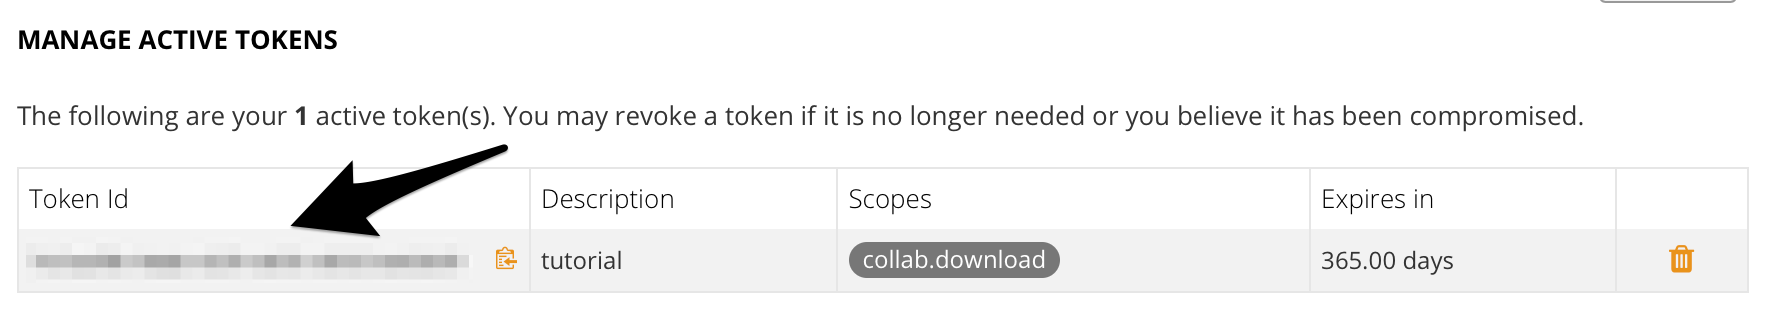 MANAGE ACTIVE TOKENS
The following are your 1 active token(s). You may revoke a token if it is no longer needed or you believe it has been compromised.
Token Id Description Scopes Expires in
tutorial collab.download 365.00 days